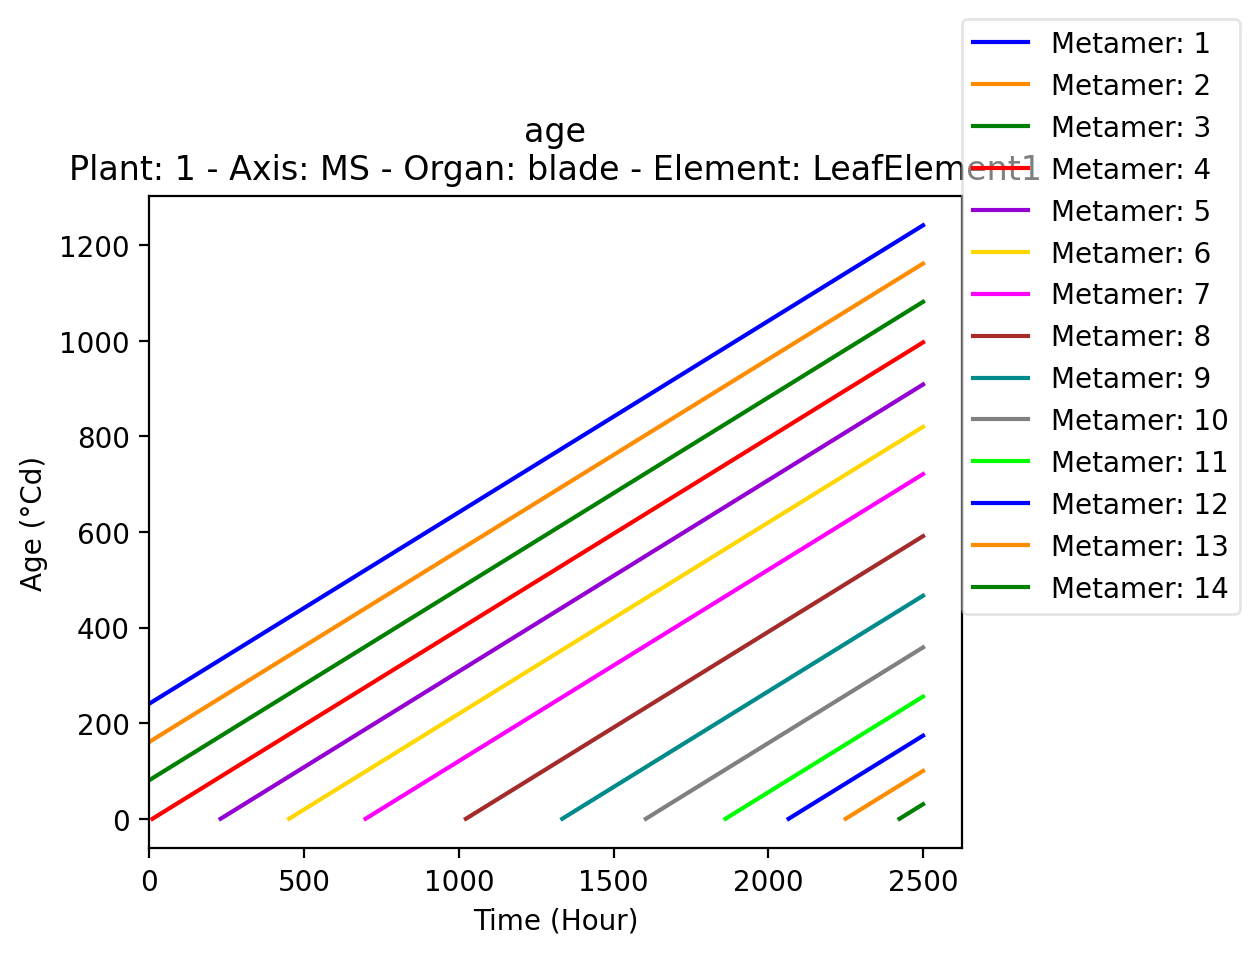 age
Plant: 1 - Axis: MS - Organ: blade - Element: LeafElement1
Metamer: 1
Metamer: 2
Metamer: 3
Metamer: 4
Metamer: 5
Metamer: 6
Metamer: 7
Metamer: 8
Metamer: 9
Metamer: 10
Metamer: 11
Metamer: 12
Metamer: 13
Metamer: 14
Age (°Cd)
1200
1000
800
600
400
200
0
0 500 1000 1500 2000 2500
Time (Hour)